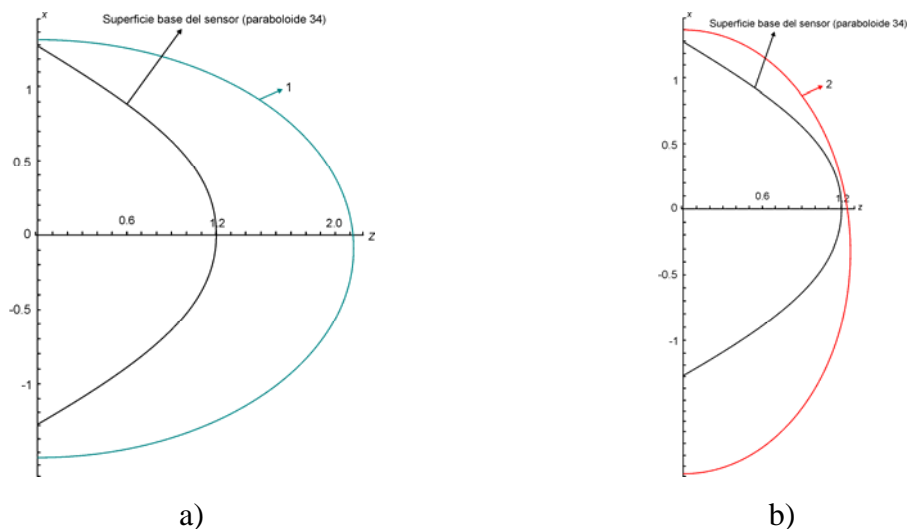 x
Superficie base del sensor (paraboloide 34)
1
1
0.5
0.6
1.2
2.0
0
z
-0.5
-1
a)
x
Superficie base del sensor (paraboloide 34)
2
1
0.5
0.6
1.2
0
z
-0.5
-1
b)